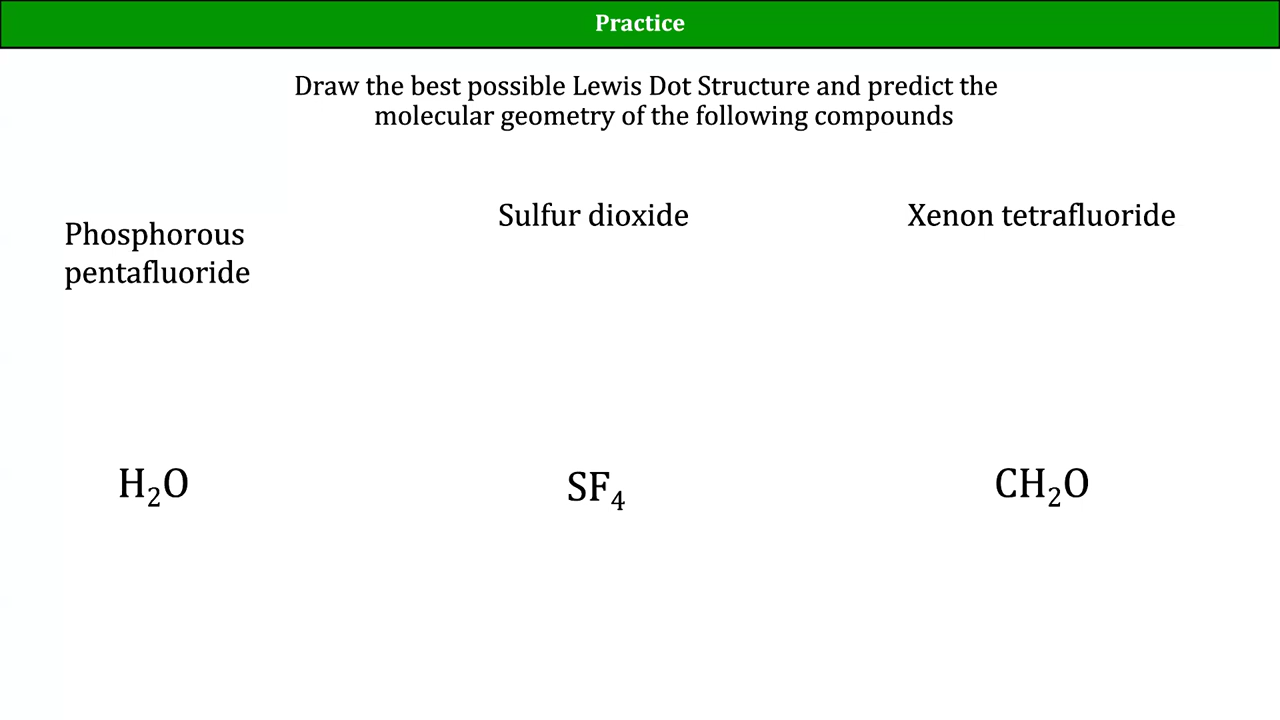 Practice
Draw the best possible Lewis Dot Structure and predict the
molecular geometry of the following compounds
Phosphorous
pentafluoride
Sulfur dioxide
Xenon tetrafluoride
H₂O
SF₄
CH₂O